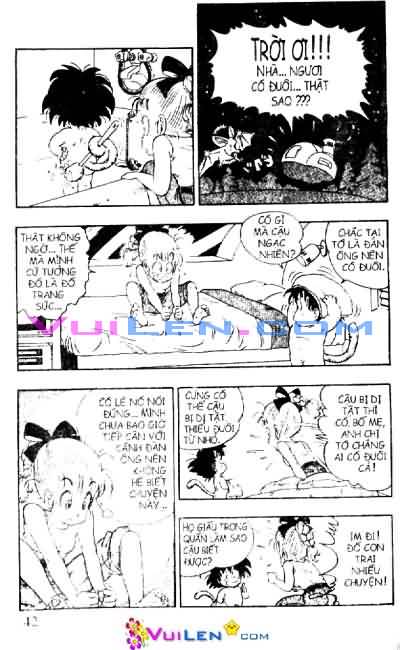 TRỜI ƠI!!!
NHÀ... NGƯƠI
CÓ ĐUÔI... THẬT
SAO ???
THẬT KHÔNG
NGỜ... THẾ
MÀ MÌNH
CỨ TƯỞNG
ĐÓ LÀ ĐỒ
TRANG
SỨC...
CÓ GÌ
MÀ CẬU
NGẠC
NHIÊN?
CHẮC TẠI
TỚ LÀ ĐÀN
ÔNG NÊN
CÓ ĐUÔI.
VUILEN.COM
CÓ LẼ NÓ NÓI
ĐÚNG... MÌNH
CHƯA BAO GIỜ
TIẾP CẬN VỚI
CÁNH ĐÀN
ÔNG NÊN
KHÔNG
HỀ BIẾT
CHUYỆN
NÀY...
CŨNG CÓ
THỂ CẬU
BỊ DỊ TẬT
THIẾU ĐUÔI
TỪ NHỎ.
CẬU BỊ DỊ
TẬT THÌ
CÓ. BỐ MẸ,
ANH CHỊ
TỚ CHẲNG
AI CÓ ĐUÔI
CẢ!
HỌ GIẤU TRONG
QUẦN LÀM SAO
CẬU BIẾT
ĐƯỢC?
IM ĐI!
ĐỒ CON
TRAI
NHIỀU
CHUYỆN!
42
VUILEN.COM